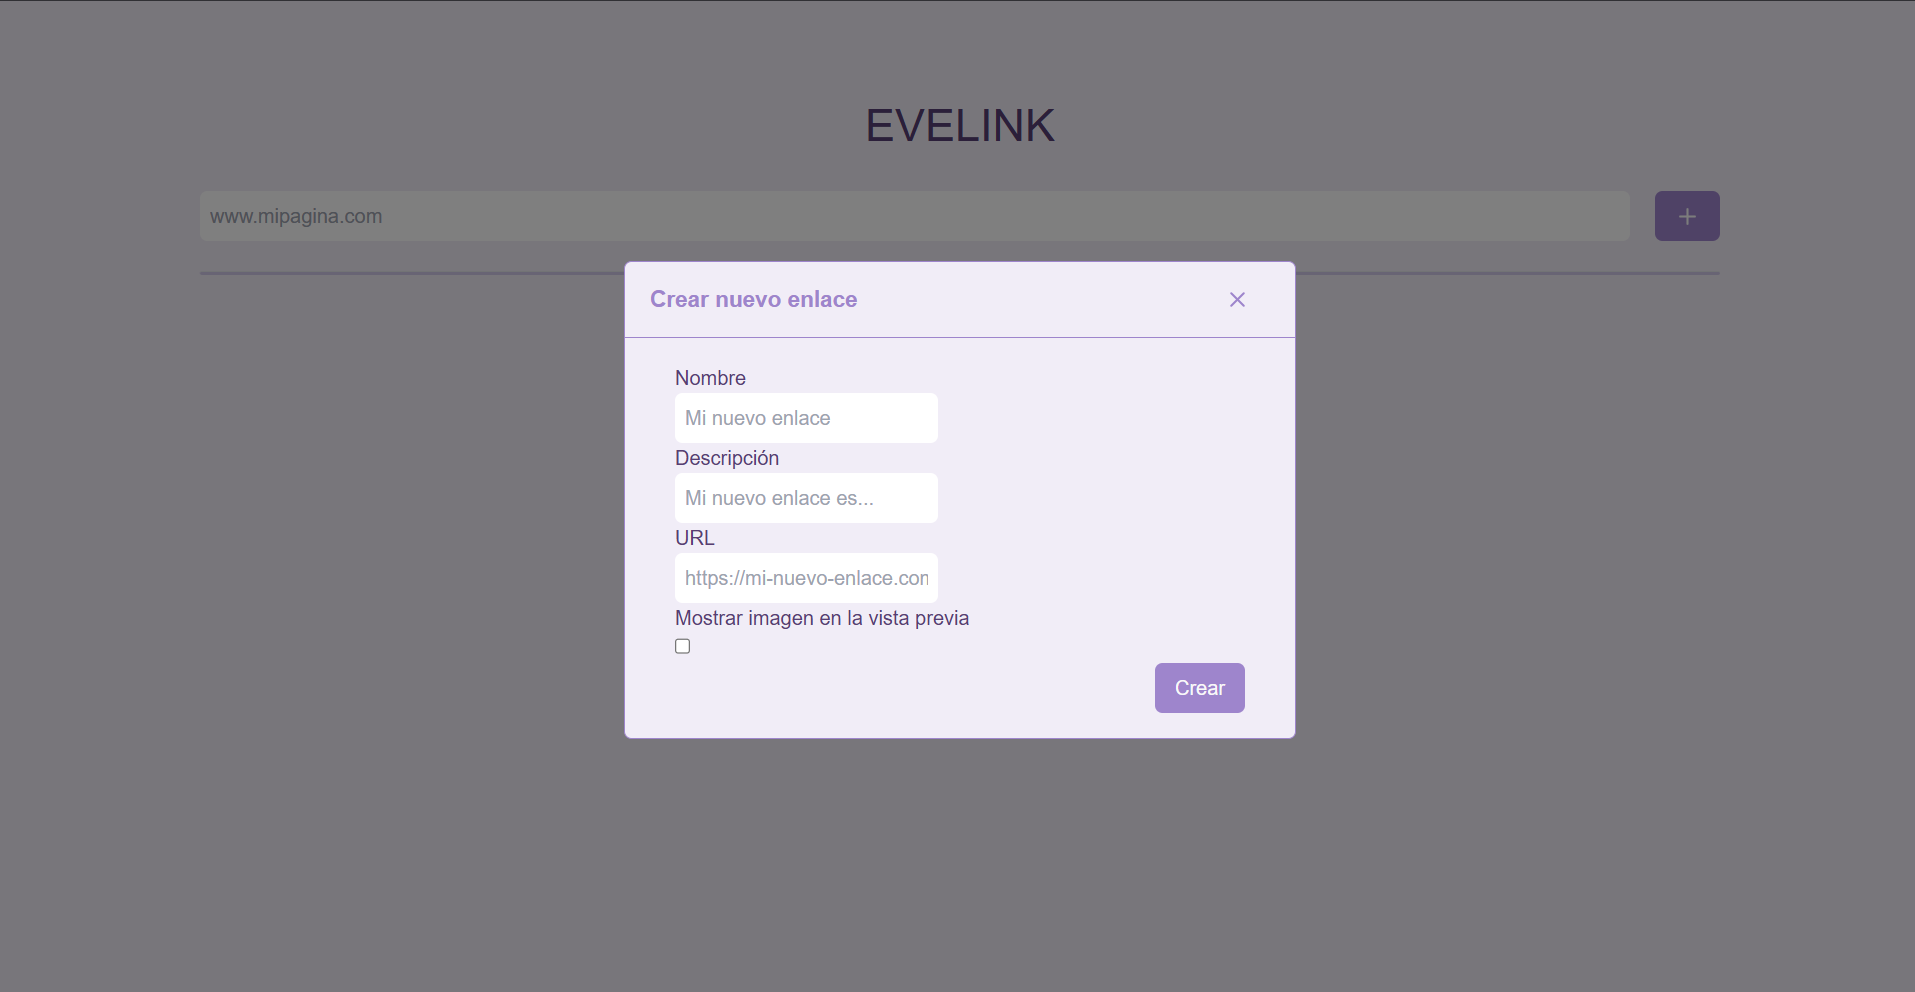 EVELINK
www.mipagina.com
Crear nuevo enlace
Nombre
Mi nuevo enlace
Descripción
Mi nuevo enlace es...
URL
https://mi-nuevo-enlace.com
Mostrar imagen en la vista previa
Crear